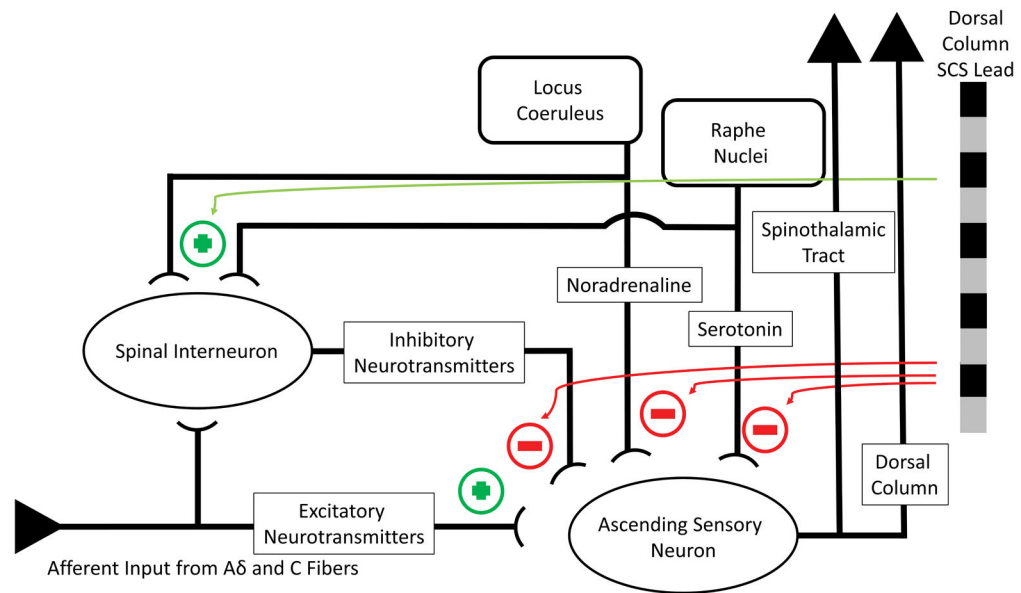 Dorsal
Column
SCS Lead
Locus
Coeruleus
Raphe
Nuclei
Spinothalamic
Tract
Noradrenaline
Serotonin
Spinal Interneuron
Inhibitory
Neurotransmitters
Dorsal
Column
Excitatory
Neurotransmitters
Ascending Sensory
Neuron
Afferent Input from Aδ and C Fibers